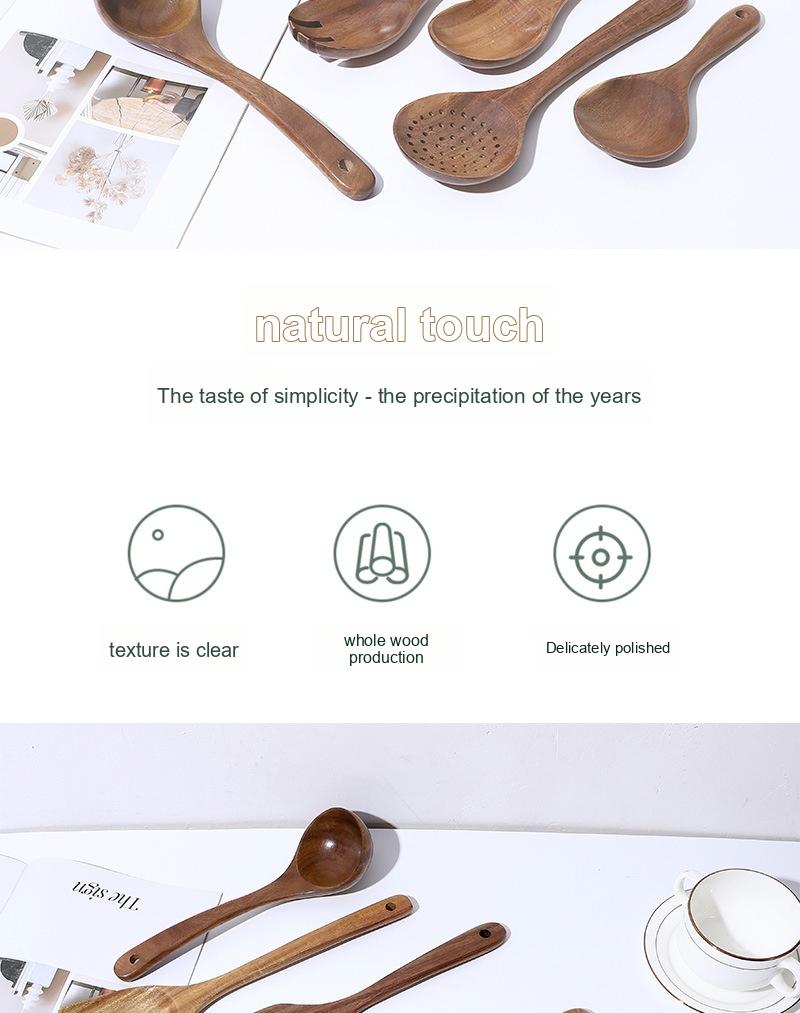 natural touch
The taste of simplicity - the precipitation of the years
texture is clear
whole wood
production
Delicately polished
The sign